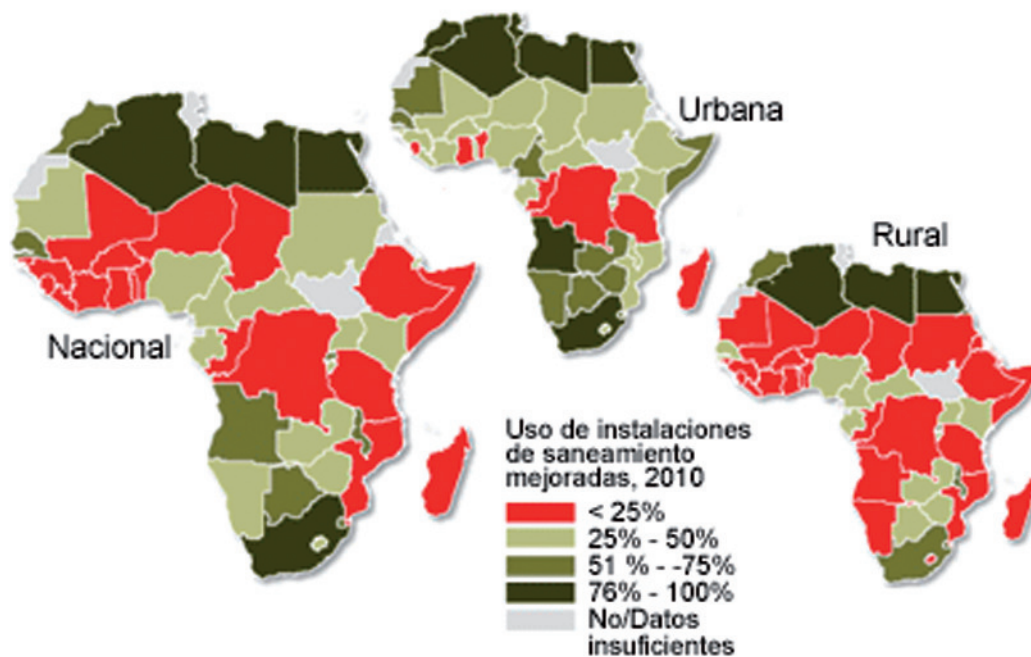 Urbana
Nacional
Rural
Uso de instalaciones
de saneamiento
mejoradas, 2010
< 25%
25% - 50%
51 % - -75%
76% - 100%
No/Datos
insuficientes